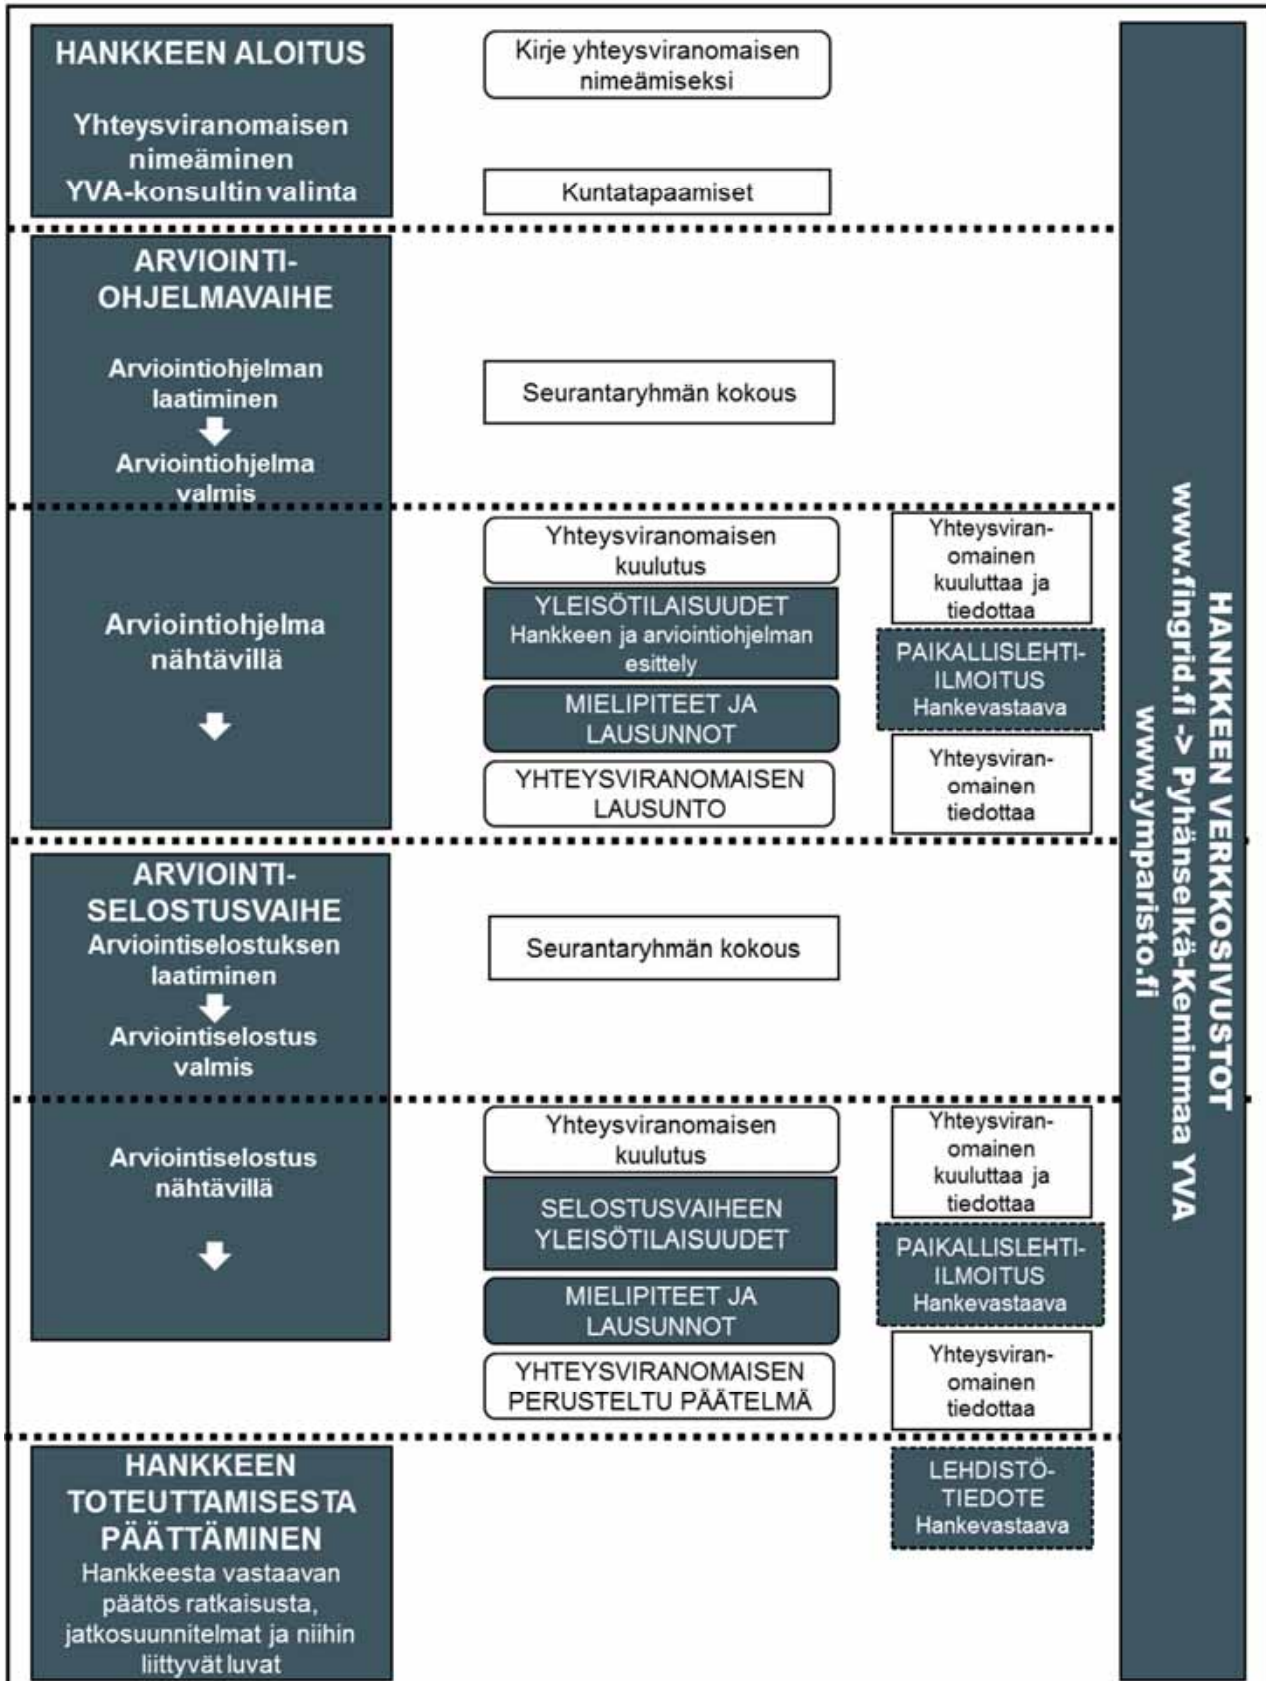 HANKKEEN ALOITUS
Yhteysviranomaisen
nimeäminen
YVA-konsultin valinta
Kirje yhteysviranomaisen
nimeämiseksi
Kuntatapaamiset
ARVIOINTI-
OHJELMAVAIHE
Arviointiohjelman
laatiminen
Arviointiohjelma
valmis
Seurantaryhmän kokous
Arviointiohjelma
nähtävillä
Yhteysviranomaisen
kuulutus
YLEISÖTILAISUUDET
Hankkeen ja arviointiohjelman
esittely
MIELIPITEET JA
LAUSUNNOT
YHTEYSVIRANOMAISEN
LAUSUNTO
Yhteysviran-
omainen
kuuluttaa ja
tiedottaa
PAIKALLISLEHTI-
ILMOITUS
Hankevastaava
Yhteysviran-
omainen
tiedottaa
ARVIOINTI-
SELOSTUSVAIHE
Arviointiselostuksen
laatiminen
Arviointiselostus
valmis
Seurantaryhmän kokous
Arviointiselostus
nähtävillä
Yhteysviranomaisen
kuulutus
SELOSTUSVAIHEEN
YLEISÖTILAISUUDET
MIELIPITEET JA
LAUSUNNOT
YHTEYSVIRANOMAISEN
PERUSTELTU PÄÄTELMÄ
Yhteysviran-
omainen
kuuluttaa ja
tiedottaa
PAIKALLISLEHTI-
ILMOITUS
Hankevastaava
Yhteysviran-
omainen
tiedottaa
HANKKEEN
TOTEUTTAMISESTA
PÄÄTTÄMINEN
Hankkeesta vastaavan
päätös ratkaisusta,
jatkosuunnitelmat ja niihin
liittyvät luvat
LEHDISTÖ-
TIEDOTE
Hankevastaava
HANKKEEN VERKKOSIVUSTOT
www.fingrid.fi -> Pyhänselkä-Keminmaa YVA
www.ymparisto.fi